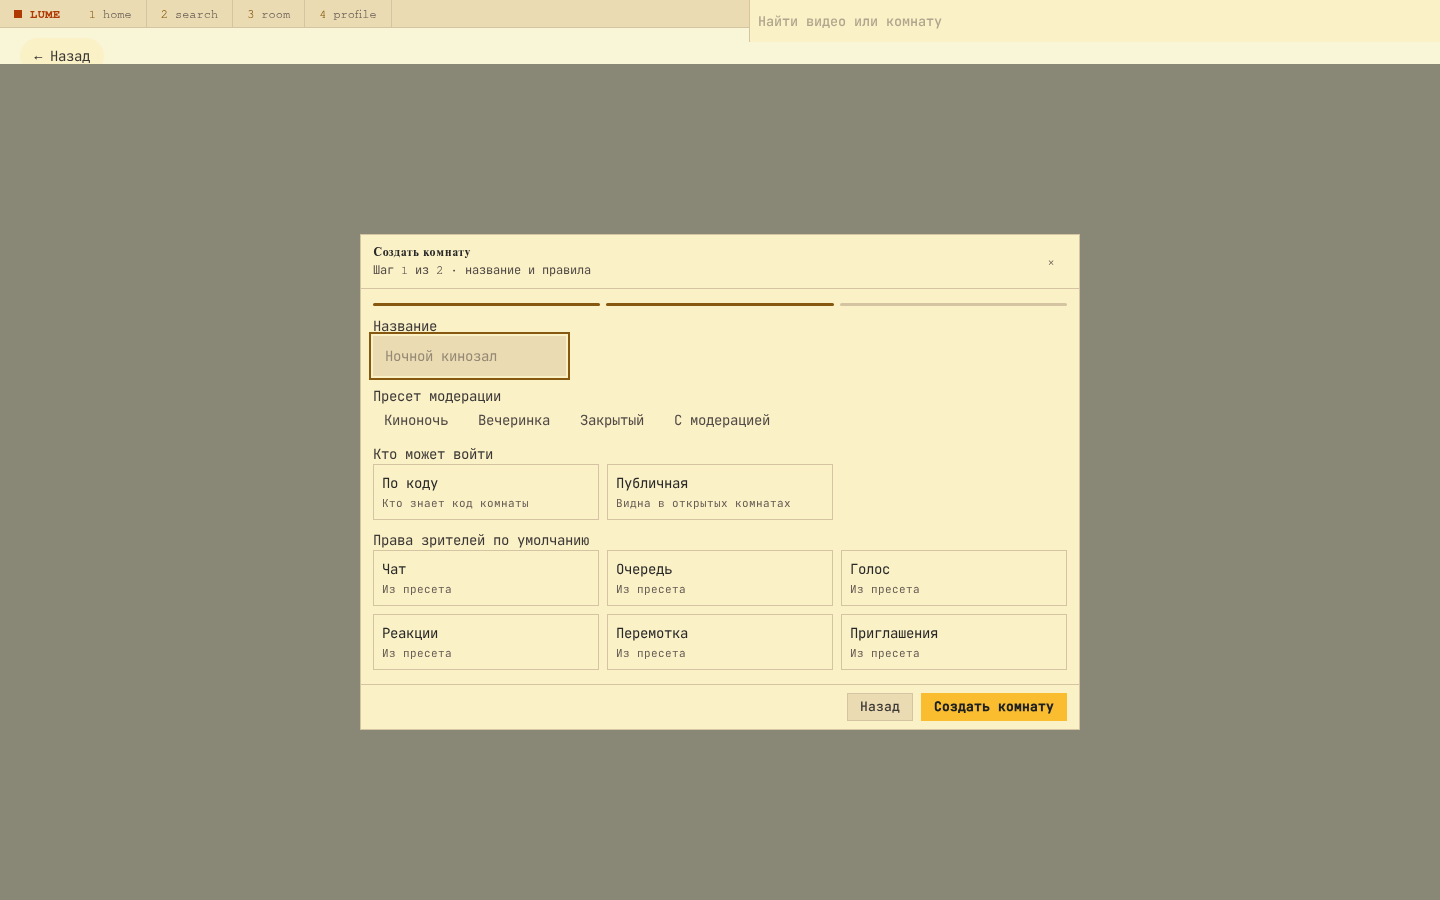 LUME 1 home 2 search 3 room 4 profile
Найти видео или комнату
← Назад
Создать комнату
×
Шаг 1 из 2 · название и правила
Название
Ночной кинозал
Пресет модерации
Киноночь Вечеринка Закрытый С модерацией
Кто может войти
По коду Публичная
Кто знает код комнаты Видна в открытых комнатах
Права зрителей по умолчанию
Чат Очередь Голос
Из пресета Из пресета Из пресета
Реакции Перемотка Приглашения
Из пресета Из пресета Из пресета
Назад Создать комнату